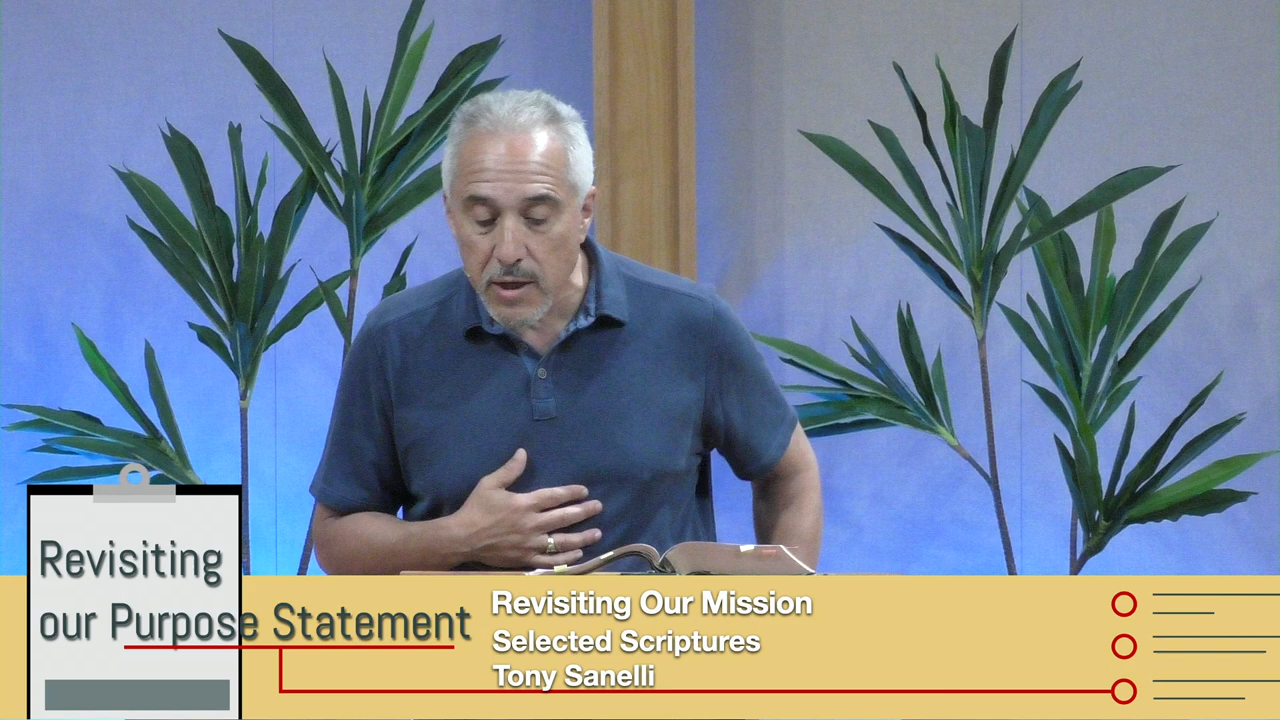 Revisiting
our Purpose Statement
Revisiting Our Mission
Selected Scriptures
Tony Sanelli